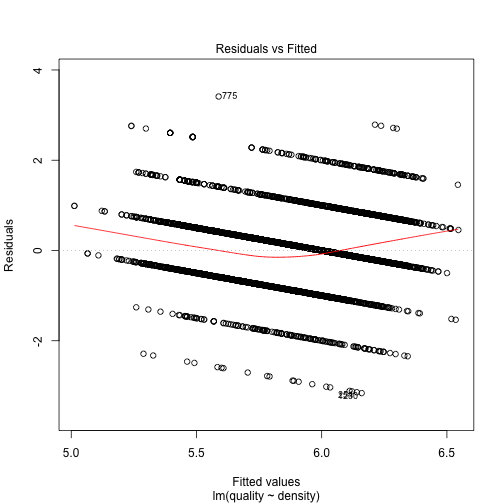 Residuals vs Fitted
4
2
0
-2
Residuals
775
5.0 5.5 6.0 6.5
Fitted values
lm(quality ~ density)